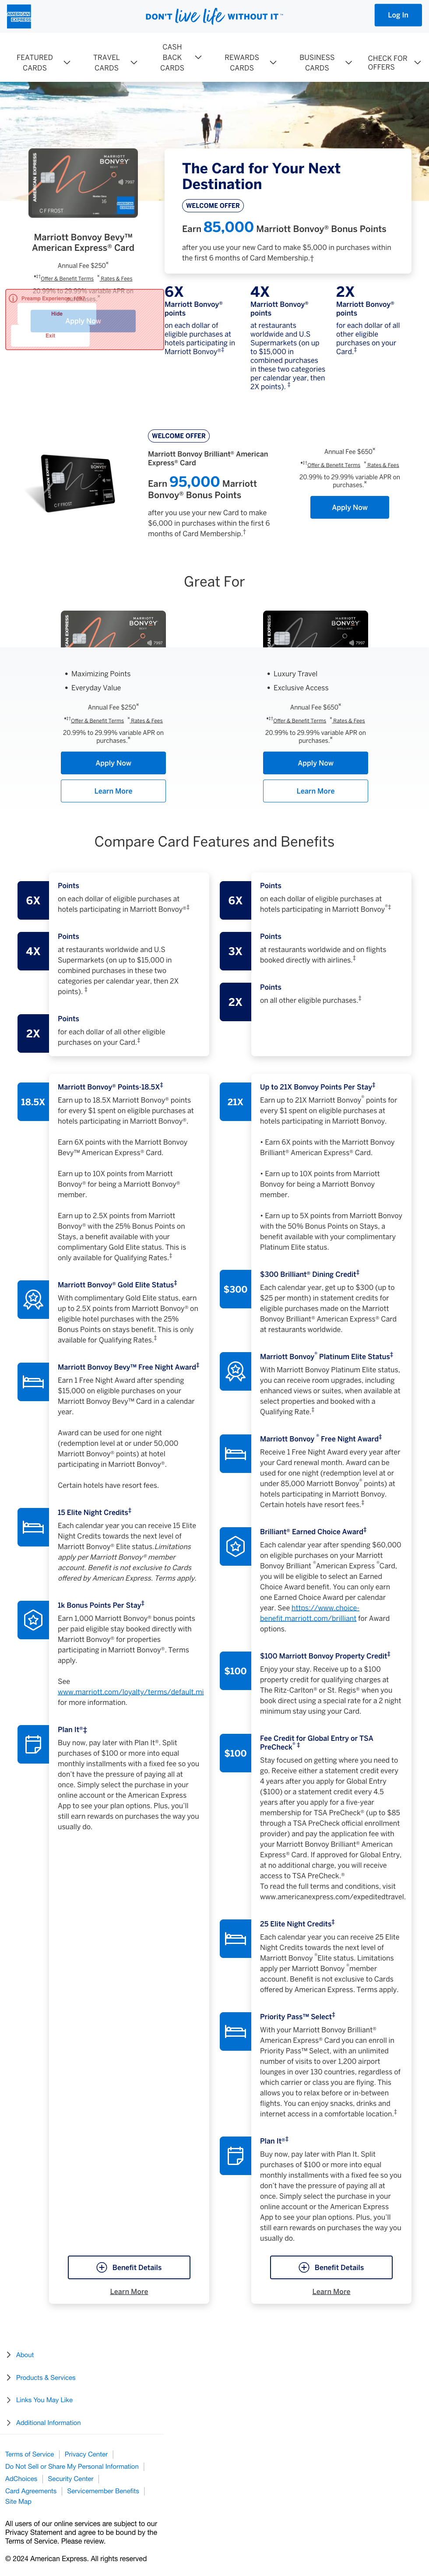 AMERICAN EXPRESS
DON'T live life WITHOUT IT™
Log In
FEATURED CARDS
TRAVEL CARDS
CASH BACK CARDS
REWARDS CARDS
BUSINESS CARDS
CHECK FOR OFFERS
Marriott Bonvoy Bevy™
American Express® Card
Annual Fee $250¤
*‡†Offer & Benefit Terms ¤Rates & Fees
20.99% to 29.99% variable APR on
purchases.¤
Apply Now
Hide
Exit
The Card for Your Next
Destination
WELCOME OFFER
Earn 85,000 Marriott Bonvoy® Bonus Points
after you use your new Card to make $5,000 in purchases within
the first 6 months of Card Membership.†
6X
Marriott Bonvoy®
points
on each dollar of
eligible purchases at
hotels participating in
Marriott Bonvoy®‡
4X
Marriott Bonvoy®
points
at restaurants
worldwide and U.S
Supermarkets (on up
to $15,000 in
combined purchases
in these two categories
per calendar year, then
2X points). ‡
2X
Marriott Bonvoy®
points
for each dollar of all
other eligible
purchases on your
Card.‡
WELCOME OFFER
Marriott Bonvoy Brilliant® American
Express® Card
Earn 95,000 Marriott
Bonvoy® Bonus Points
after you use your new Card to make
$6,000 in purchases within the first 6
months of Card Membership.†
Annual Fee $650¤
*‡†Offer & Benefit Terms ¤Rates & Fees
20.99% to 29.99% variable APR on
purchases.¤
Apply Now
Great For
Maximizing Points
Everyday Value
Annual Fee $250¤
*‡†Offer & Benefit Terms ¤Rates & Fees
20.99% to 29.99% variable APR on
purchases.¤
Apply Now
Learn More
Luxury Travel
Exclusive Access
Annual Fee $650¤
*‡†Offer & Benefit Terms ¤Rates & Fees
20.99% to 29.99% variable APR on
purchases.¤
Apply Now
Learn More
Compare Card Features and Benefits
6X
Points
on each dollar of eligible purchases at
hotels participating in Marriott Bonvoy®‡
4X
Points
at restaurants worldwide and U.S
Supermarkets (on up to $15,000 in
combined purchases in these two
categories per calendar year, then 2X
points). ‡
2X
Points
for each dollar of all other eligible
purchases on your Card.‡
6X
Points
on each dollar of eligible purchases at
hotels participating in Marriott Bonvoy®‡
3X
Points
at restaurants worldwide and on flights
booked directly with airlines.‡
2X
Points
on all other eligible purchases.‡
18.5X
Marriott Bonvoy® Points-18.5X‡
Earn up to 18.5X Marriott Bonvoy® points
for every $1 spent on eligible purchases at
hotels participating in Marriott Bonvoy®.
Earn 6X points with the Marriott Bonvoy
Bevy™ American Express® Card.
Earn up to 10X points from Marriott
Bonvoy® for being a Marriott Bonvoy®
member.
Earn up to 2.5X points from Marriott
Bonvoy® with the 25% Bonus Points on
Stays, a benefit available with your
complimentary Gold Elite status. This is
only available for Qualifying Rates.‡
Marriott Bonvoy® Gold Elite Status‡
With complimentary Gold Elite status, earn
up to 2.5X points from Marriott Bonvoy® on
eligible hotel purchases with the 25%
Bonus Points on stays benefit. This is only
available for Qualifying Rates.‡
Marriott Bonvoy Bevy™ Free Night Award‡
Earn 1 Free Night Award after spending
$15,000 on eligible purchases on your
Marriott Bonvoy Bevy™ Card in a calendar
year.
Award can be used for one night
(redemption level at or under 50,000
Marriott Bonvoy® points) at hotel
participating in Marriott Bonvoy®.
Certain hotels have resort fees.
15 Elite Night Credits‡
Each calendar year you can receive 15 Elite
Night Credits towards the next level of
Marriott Bonvoy® Elite status.Limitations
apply per Marriott Bonvoy® member
account. Benefit is not exclusive to Cards
offered by American Express. Terms apply.
1k Bonus Points Per Stay‡
Earn 1,000 Marriott Bonvoy® bonus points
per paid eligible stay booked directly with
Marriott Bonvoy® for properties
participating in Marriott Bonvoy®. Terms
apply.
See
www.marriott.com/loyalty/terms/default.mi
for more information.
Plan It®‡
Buy now, pay later with Plan It®. Split
purchases of $100 or more into equal
monthly installments with a fixed fee so you
don't have the pressure of paying all at
once. Simply select the purchase in your
online account or the American Express
App to see your plan options. Plus, you'll
still earn rewards on purchases the way you
usually do.
Benefit Details
Learn More
21X
Up to 21X Bonvoy Points Per Stay‡
Earn up to 21X Marriott Bonvoy® points for
every $1 spent on eligible purchases at
hotels participating in Marriott Bonvoy.
• Earn 6X points with the Marriott Bonvoy
Brilliant® American Express® Card.
• Earn up to 10X points from Marriott
Bonvoy for being a Marriott Bonvoy
member.
• Earn up to 5X points from Marriott Bonvoy
with the 50% Bonus Points on Stays, a
benefit available with your complimentary
Platinum Elite status.
$300
$300 Brilliant® Dining Credit‡
Each calendar year, get up to $300 (up to
$25 per month) in statement credits for
eligible purchases made on the Marriott
Bonvoy Brilliant® American Express® Card
at restaurants worldwide.
Marriott Bonvoy® Platinum Elite Status‡
With Marriott Bonvoy Platinum Elite status,
you can receive room upgrades, including
enhanced views or suites, when available at
select properties and booked with a
Qualifying Rate.‡
Marriott Bonvoy ® Free Night Award‡
Receive 1 Free Night Award every year after
your Card renewal month. Award can be
used for one night (redemption level at or
under 85,000 Marriott Bonvoy® points) at
hotels participating in Marriott Bonvoy.
Certain hotels have resort fees.‡
Brilliant® Earned Choice Award‡
Each calendar year after spending $60,000
on eligible purchases on your Marriott
Bonvoy Brilliant ®American Express ®Card,
you will be eligible to select an Earned
Choice Award benefit. You can only earn
one Earned Choice Award per calendar
year. See https://www.choice-
benefit.marriott.com/brilliant for Award
options.
$100
$100 Marriott Bonvoy Property Credit‡
Enjoy your stay. Receive up to a $100
property credit for qualifying charges at
The Ritz-Carlton® or St. Regis® when you
book direct using a special rate for a 2 night
minimum stay using your Card.
$100
Fee Credit for Global Entry or TSA
PreCheck® ‡
Stay focused on getting where you need to
go. Receive either a statement credit every
4 years after you apply for Global Entry
($100) or a statement credit every 4.5
years after you apply for a five-year
membership for TSA PreCheck® (up to $85
through a TSA PreCheck official enrollment
provider) and pay the application fee with
your Marriott Bonvoy Brilliant® American
Express® Card. If approved for Global Entry,
at no additional charge, you will receive
access to TSA PreCheck.®
To read the full terms and conditions, visit
www.americanexpress.com/expeditedtravel.
25 Elite Night Credits‡
Each calendar year you can receive 25 Elite
Night Credits towards the next level of
Marriott Bonvoy ®Elite status. Limitations
apply per Marriott Bonvoy ®member
account. Benefit is not exclusive to Cards
offered by American Express. Terms apply.
Priority Pass™ Select‡
With your Marriott Bonvoy Brilliant®
American Express® Card you can enroll in
Priority Pass™ Select, with an unlimited
number of visits to over 1,200 airport
lounges in over 130 countries, regardless of
which carrier or class you are flying. This
allows you to relax before or in-between
flights. You can enjoy snacks, drinks and
internet access in a comfortable location.‡
Plan It®‡
Buy now, pay later with Plan It. Split
purchases of $100 or more into equal
monthly installments with a fixed fee so you
don't have the pressure of paying all at
once. Simply select the purchase in your
online account or the American Express
App to see your plan options. Plus, you'll
still earn rewards on purchases the way you
usually do.
Benefit Details
Learn More
About
Products & Services
Links You May Like
Additional Information
Terms of Service
Privacy Center
Do Not Sell or Share My Personal Information
AdChoices
Security Center
Card Agreements
Servicemember Benefits
Site Map
All users of our online services are subject to our
Privacy Statement and agree to be bound by the
Terms of Service. Please review.
© 2024 American Express. All rights reserved